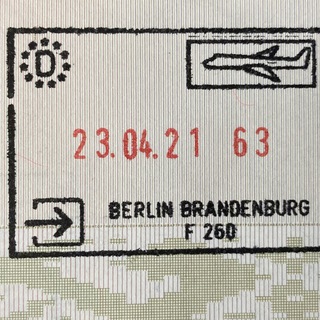 D
23.04.21 63
BERLIN BRANDENBURG
F 260